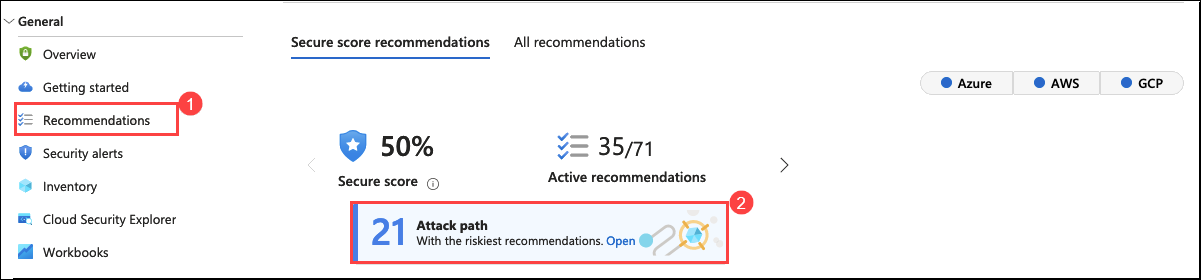 General
Overview
Getting started
Recommendations
1
Security alerts
Inventory
Cloud Security Explorer
Workbooks
Secure score recommendations
All recommendations
Azure
AWS
GCP
50%
Secure score
35/71
Active recommendations
2
21
Attack path
With the riskiest recommendations. Open